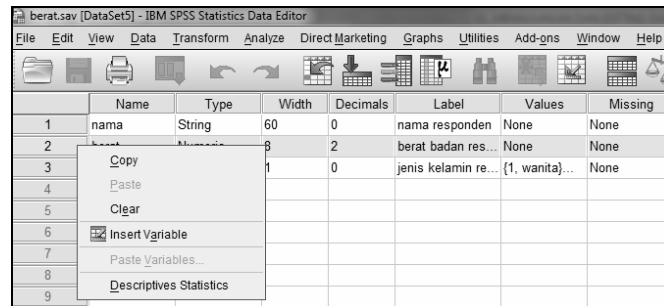 berat.sav [DataSet5] - IBM SPSS Statistics Data Editor
File Edit View Data Transform Analyze Direct Marketing Graphs Utilities Add-ons Window Help
Name Type Width Decimals Label Values Missing
1 nama String 60 0 nama responden None None
2 berat Numeric 8 2 berat badan res... None None
3 1 0 jenis kelamin re... {1, wanita}... None
4
5
6
7
8
9
Copy
Paste
Clear
Insert Variable
Paste Variables...
Descriptives Statistics